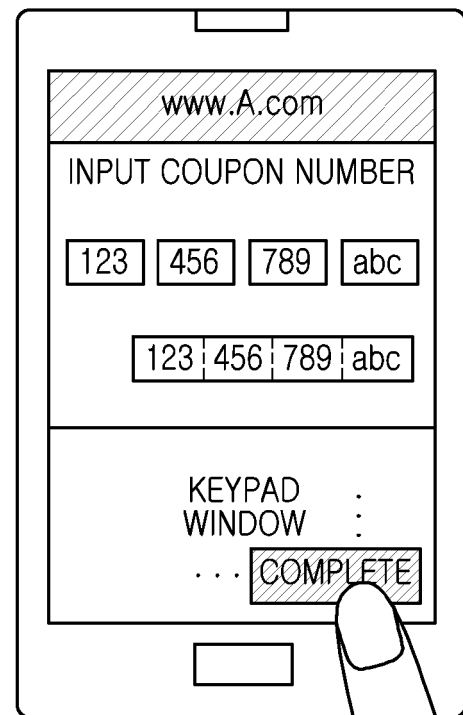 www.A.com
INPUT COUPON NUMBER
123 456 789 abc
123 456 789 abc
KEYPAD
WINDOW
COMPLETE